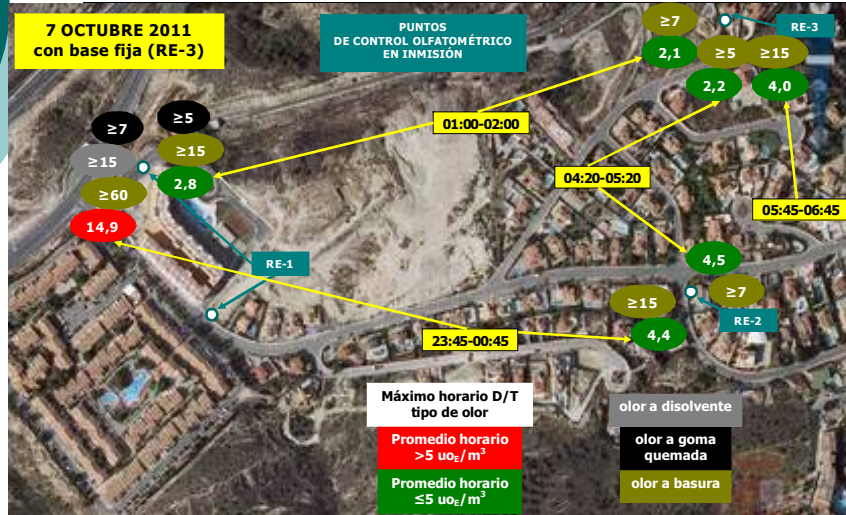 7 OCTUBRE 2011
con base fija (RE-3)
PUNTOS
DE CONTROL OLFATOMÉTRICO
EN INMISIÓN
≥7
RE-3
2,1
≥5
≥15
2,2
4,0
≥7
≥5
01:00-02:00
≥15
≥15
2,8
04:20-05:20
≥60
05:45-06:45
14,9
RE-1
4,5
≥15
≥7
RE-2
23:45-00:45
4,4
Máximo horario D/T
tipo de olor
Promedio horario
>5 uoE/m³
Promedio horario
≤5 uoE/m³
olor a disolvente
olor a goma
quemada
olor a basura